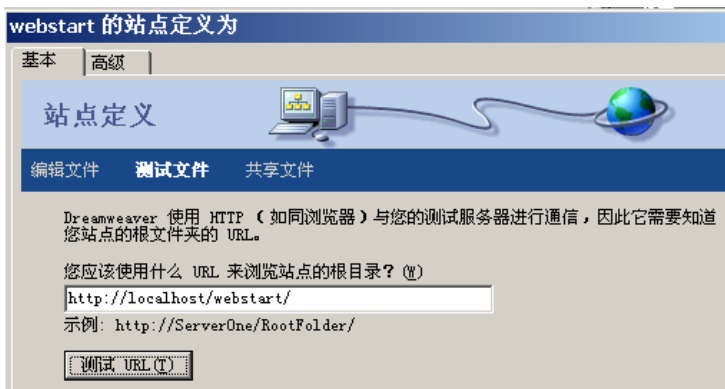 webstart 的站点定义为
基本 高级
站点定义
编辑文件 测试文件 共享文件
Dreamweaver 使用 HTTP (如同浏览器)与您的测试服务器进行通信，因此它需要知道
您站点的根文件夹的 URL。
您应该使用什么 URL 来浏览站点的根目录？(W)
http://localhost/webstart/
示例: http://ServerOne/RootFolder/
测试 URL(T)